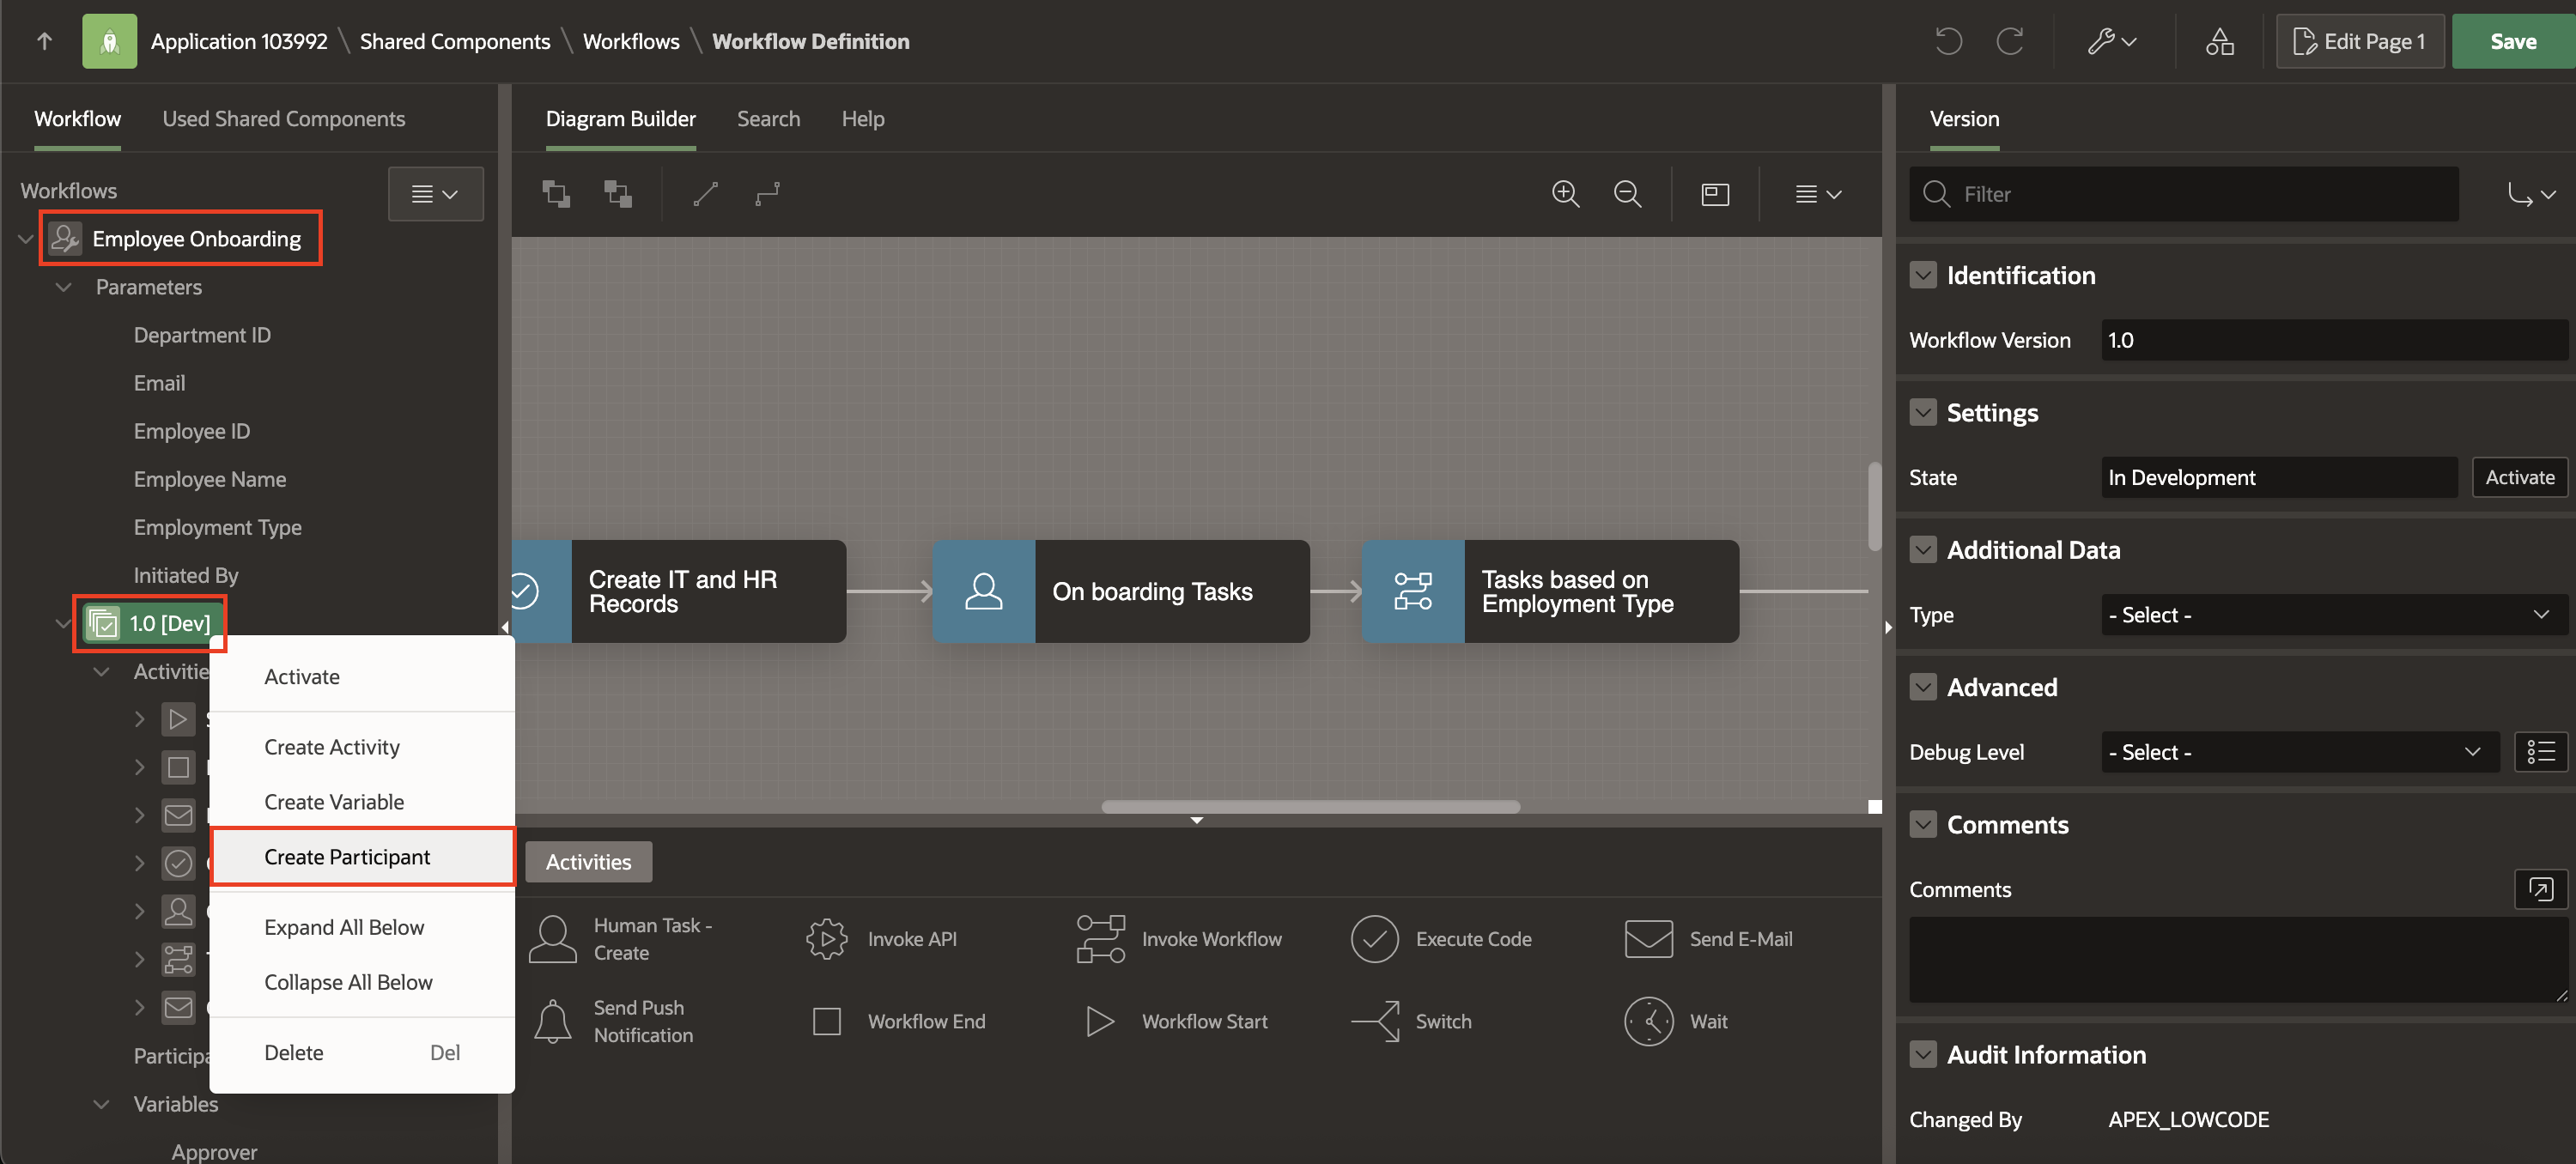 Application 103992 \ Shared Components \ Workflows \ Workflow Definition
Edit Page 1
Save
Workflow
Used Shared Components
Workflows
Employee Onboarding
Parameters
Department ID
Email
Employee ID
Employee Name
Employment Type
Initiated By
1.0 [Dev]
Activitie
Participa
Variables
Approver
Activate
Create Activity
Create Variable
Create Participant
Expand All Below
Collapse All Below
Delete Del
Diagram Builder
Search
Help
Create IT and HR
Records
On boarding Tasks
Tasks based on
Employment Type
Activities
Human Task -
Create
Invoke API
Invoke Workflow
Execute Code
Send E-Mail
Send Push
Notification
Workflow End
Workflow Start
Switch
Wait
Version
Filter
Identification
Workflow Version 1.0
Settings
State In Development Activate
Additional Data
Type - Select -
Advanced
Debug Level - Select -
Comments
Comments
Audit Information
Changed By APEX_LOWCODE